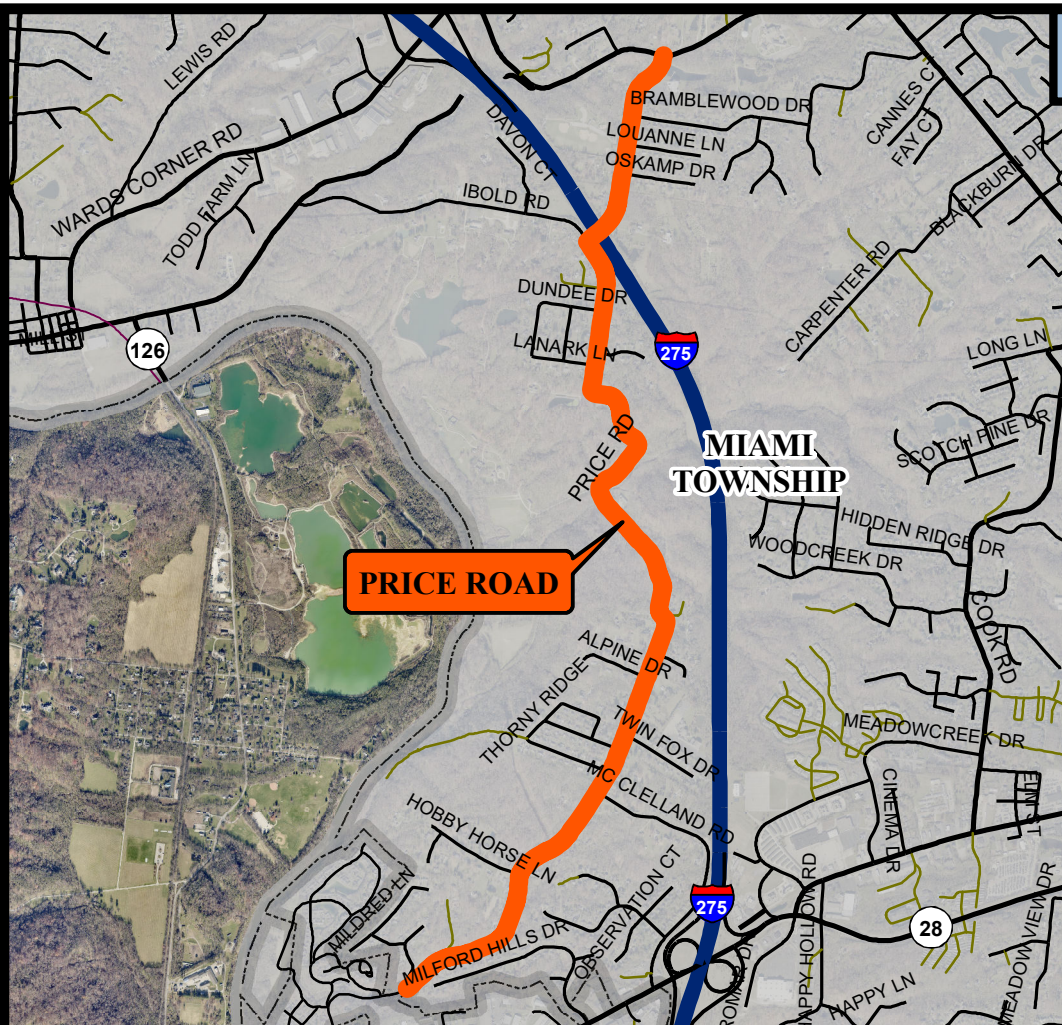 LEWIS RD
BRAMBLEWOOD DR
CANNES C
FAY CT
LOUANNE LN
DAVON CT
OSKAMP DR
WARDS CORNER RD
TODD FARM LN
IBOLD RD
BLACKBURN DR
CARPENTER RD
DUNDEE DR
126
LANARK LN
275
LONG LN
PRICE RD
MIAMI
TOWNSHIP
SCOTCH PINE DR
HIDDEN RIDGE DR
WOODCREEK DR
PRICE ROAD
COOK RD
ALPINE DR
THORNY RIDGE
TWIN FOX DR
MEADOWCREEK DR
MC CLELLAND RD
CINEMA DR
HOBBY HORSE LN
OBSERVATION CT
MILDRED LN
275
28
HAPPY HOLLOW RD
MEADOW VIEW DR
MILFORD HILLS DR
HAPPY LN